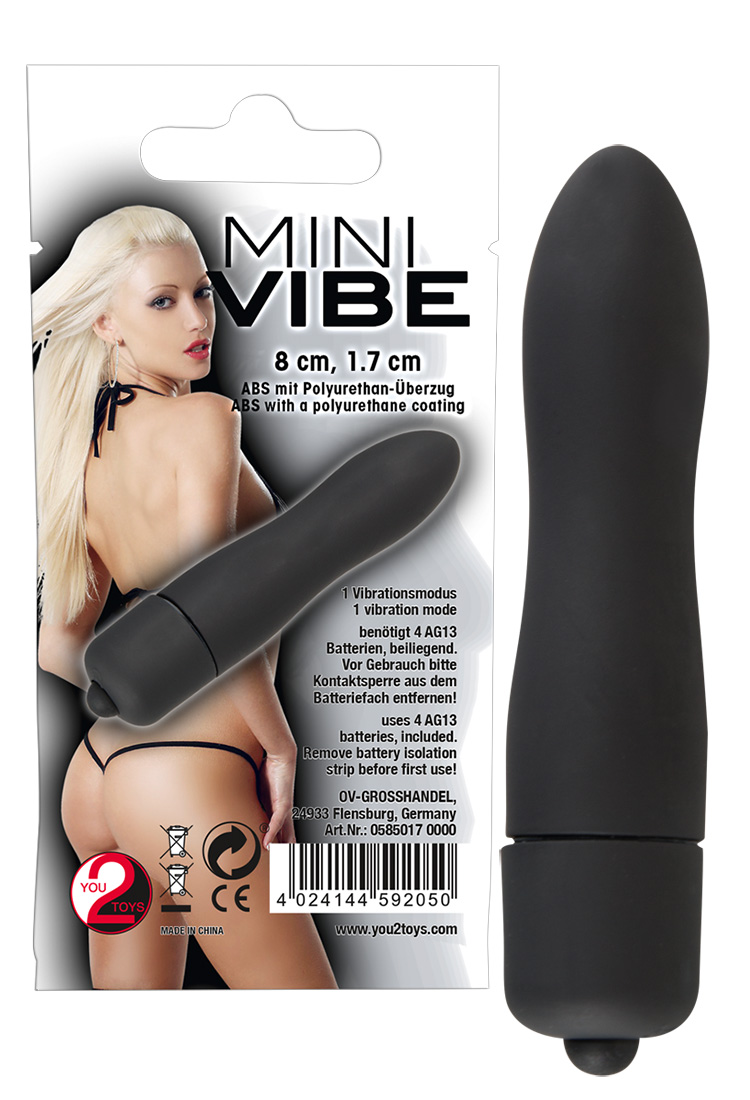 MINI
VIBE
8 cm, 1.7 cm
ABS mit Polyurethan-Überzug
ABS with a polyurethane coating
1 Vibrationsmodus
1 vibration mode
benötigt 4 AG13
Batterien, beiliegend.
Vor Gebrauch bitte
Kontaktsperre aus dem
Batteriefach entfernen!
uses 4 AG13
batteries, included.
Remove battery isolation
strip before first use!
OV-GROSSHANDEL,
24933 Flensburg, Germany
Art.Nr.: 0585017 0000
YOU
2
TOYS
®
CE
MADE IN CHINA
4 024144 592050
www.you2toys.com